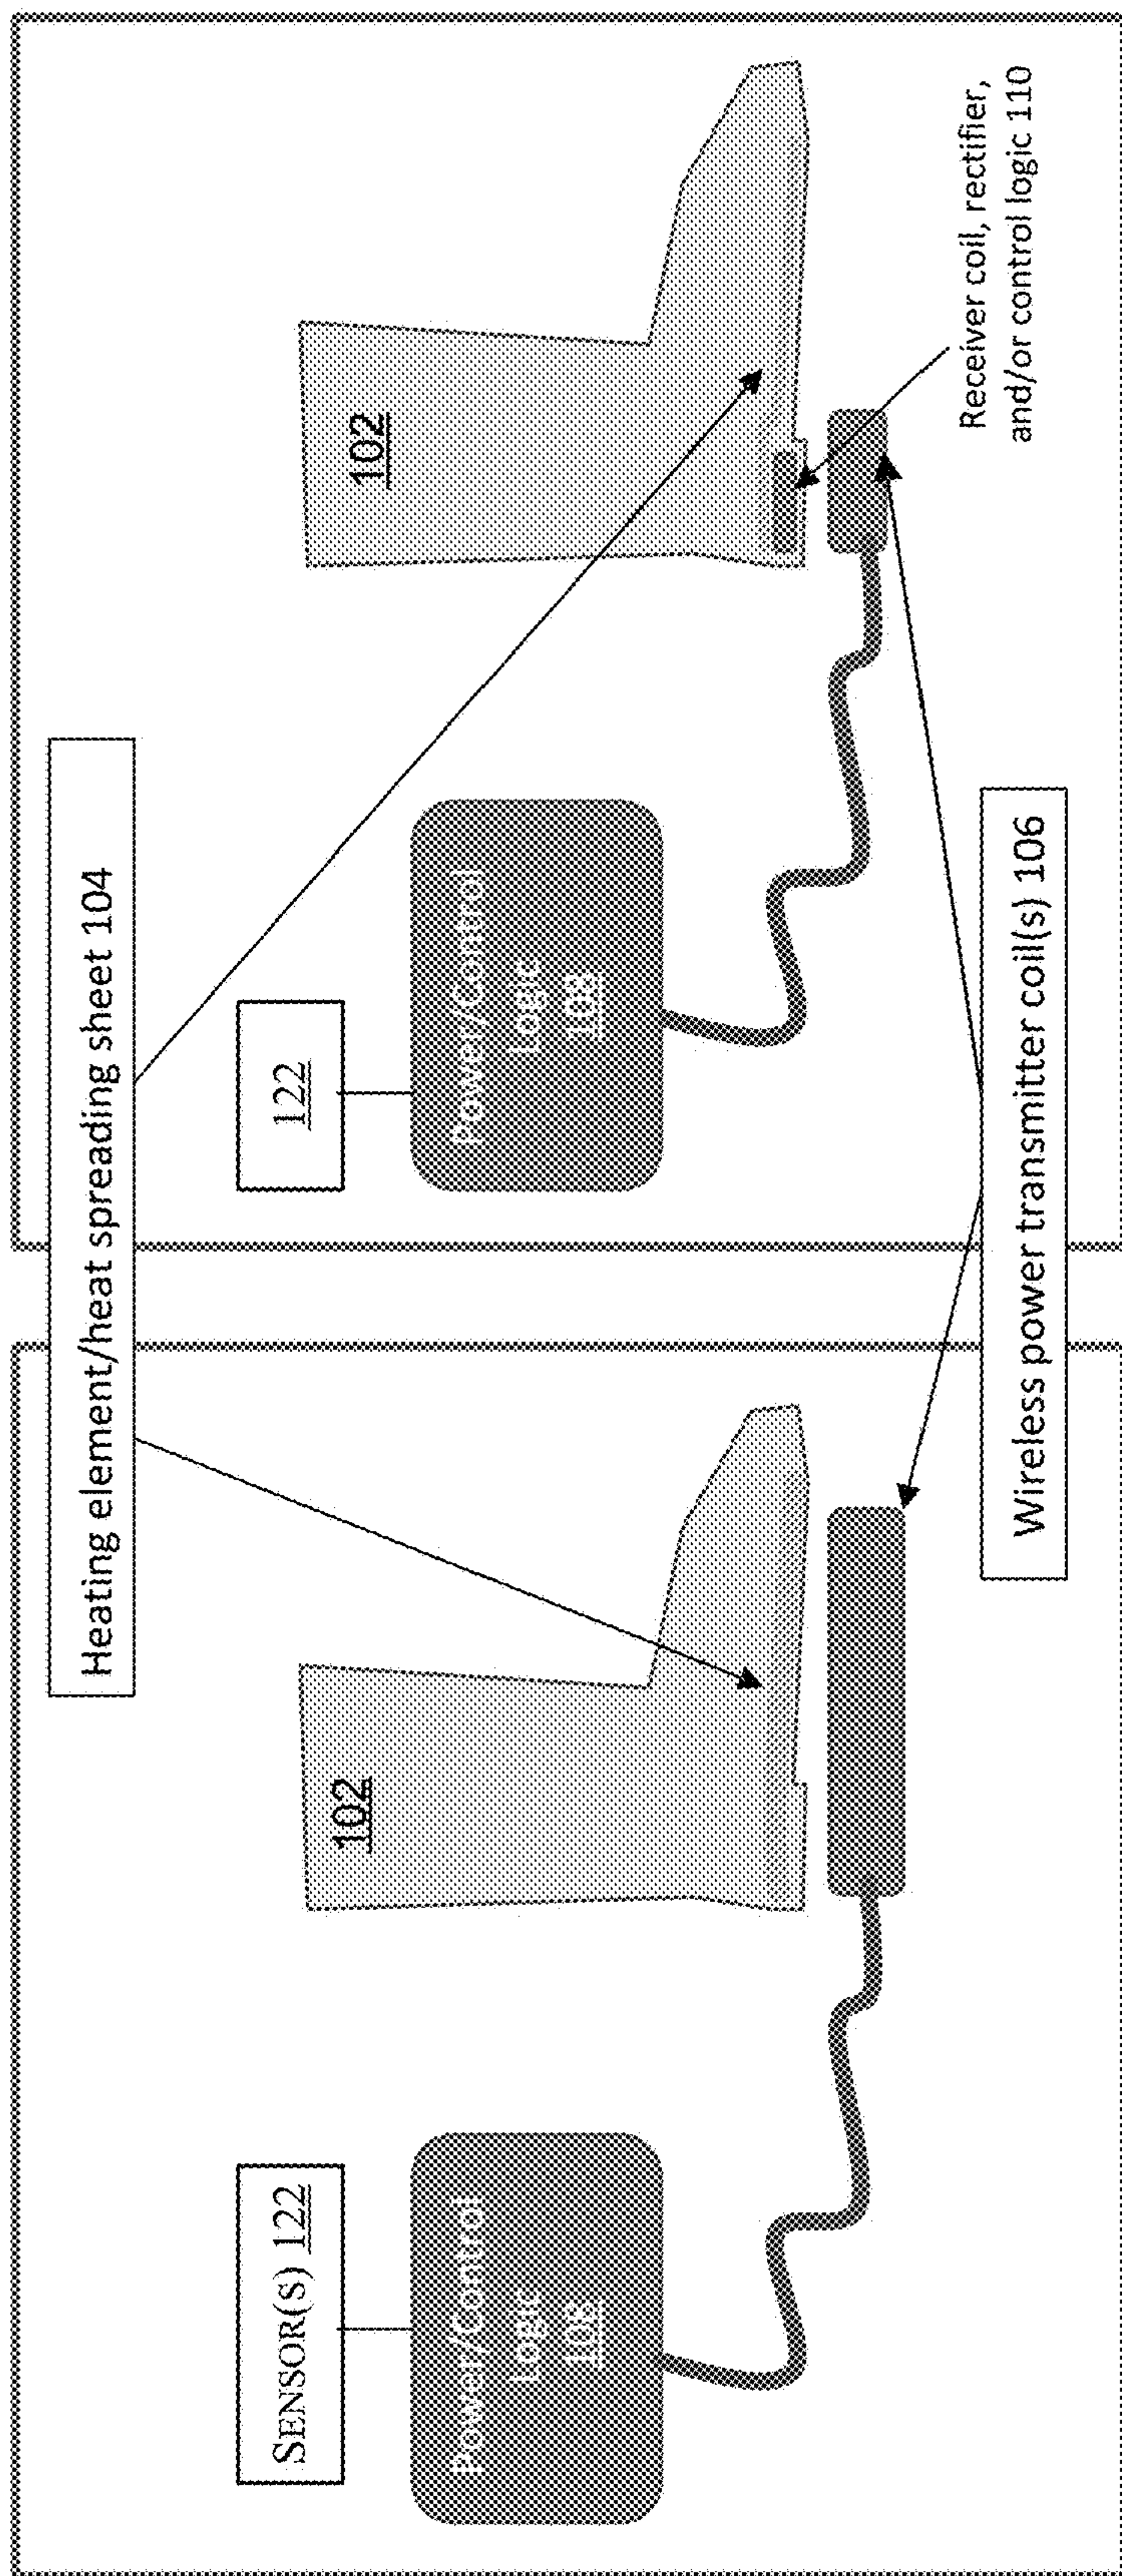 Heating element/heat spreading sheet 104
SENSOR(S) 122
Power/Control
Logic
108
102
Wireless power transmitter coil(s) 106
122
Power/Control
Logic
108
102
Receiver coil, rectifier,
and/or control logic 110